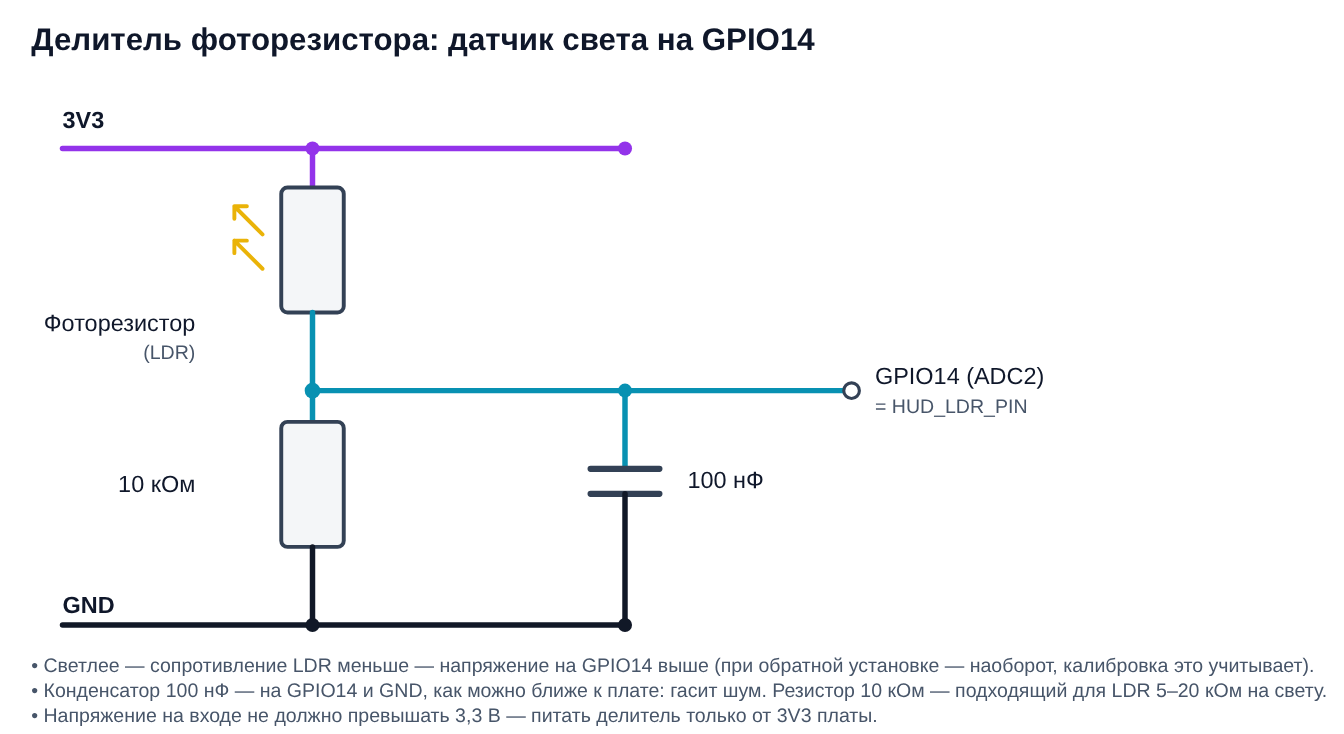 Делитель фоторезистора: датчик света на GPIO14
3V3
Фоторезистор
(LDR)
GPIO14 (ADC2)
= HUD_LDR_PIN
10 кОм
100 нФ
GND
• Светлее — сопротивление LDR меньше — напряжение на GPIO14 выше (при обратной установке — наоборот, калибровка это учитывает).
• Конденсатор 100 нФ — на GPIO14 и GND, как можно ближе к плате: гасит шум. Резистор 10 кОм — подходящий для LDR 5–20 кОм на свету.
• Напряжение на входе не должно превышать 3,3 В — питать делитель только от 3V3 платы.